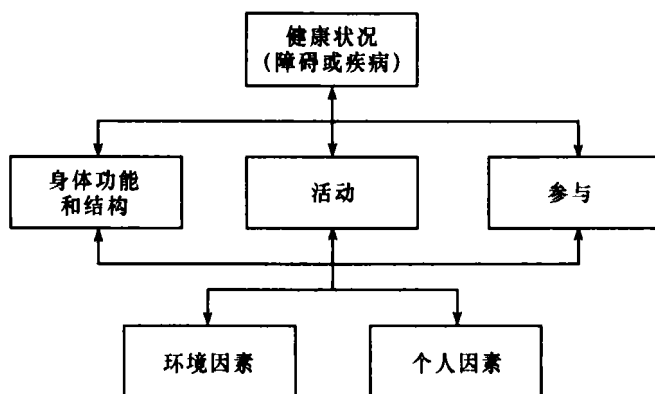 健康状况
(障碍或疾病)
身体功能
和结构
活动
参与
环境因素
个人因素